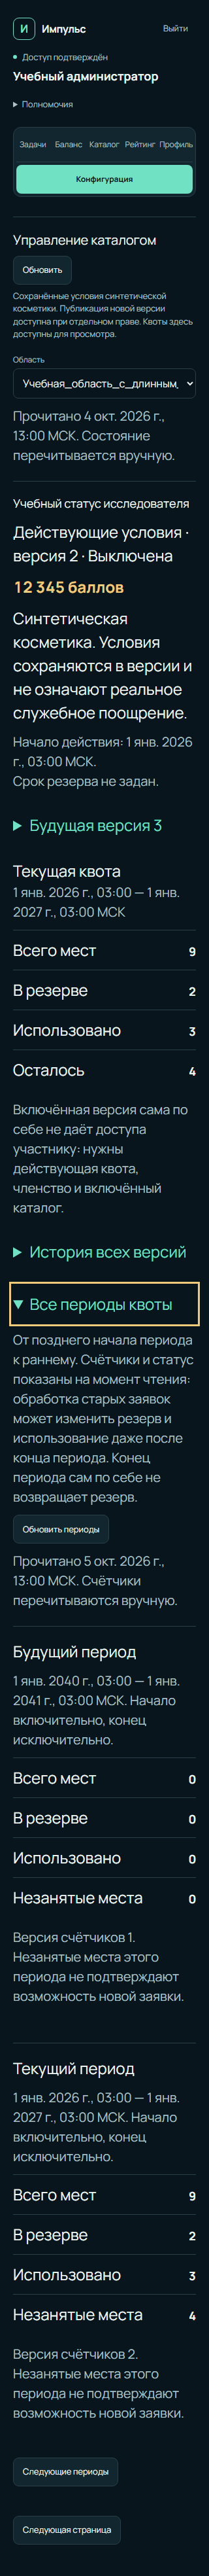 И Импульс Выйти
Доступ подтверждён
Учебный администратор
Полномочия
Задачи Баланс Каталог Рейтинг Профиль
Конфигурация
Управление каталогом
Обновить
Сохранённые условия синтетической
косметики. Публикация новой версии
доступна при отдельном праве. Квоты здесь
доступны для просмотра.
Область
Учебная_область_с_длинным_
Прочитано 4 окт. 2026 г.,
13:00 МСК. Состояние
перечитывается вручную.
Учебный статус исследователя
Действующие условия ·
версия 2 · Выключена
12 345 баллов
Синтетическая
косметика. Условия
сохраняются в версии и
не означают реальное
служебное поощрение.
Начало действия: 1 янв. 2026
г., 03:00 МСК.
Срок резерва не задан.
Будущая версия 3
Текущая квота
1 янв. 2026 г., 03:00 — 1 янв.
2027 г., 03:00 МСК
Всего мест 9
В резерве 2
Использовано 3
Осталось 4
Включённая версия сама по
себе не даёт доступа
участнику: нужны
действующая квота,
членство и включённый
каталог.
История всех версий
Все периоды квоты
От позднего начала периода
к раннему. Счётчики и статус
показаны на момент чтения:
обработка старых заявок
может изменить резерв и
использование даже после
конца периода. Конец
периода сам по себе не
возвращает резерв.
Обновить периоды
Прочитано 5 окт. 2026 г.,
13:00 МСК. Счётчики
перечитываются вручную.
Будущий период
1 янв. 2040 г., 03:00 — 1 янв.
2041 г., 03:00 МСК. Начало
включительно, конец
исключительно.
Всего мест 0
В резерве 0
Использовано 0
Незанятые места 0
Версия счётчиков 1.
Незанятые места этого
периода не подтверждают
возможность новой заявки.
Текущий период
1 янв. 2026 г., 03:00 — 1 янв.
2027 г., 03:00 МСК. Начало
включительно, конец
исключительно.
Всего мест 9
В резерве 2
Использовано 3
Незанятые места 4
Версия счётчиков 2.
Незанятые места этого
периода не подтверждают
возможность новой заявки.
Следующие периоды
Следующая страница